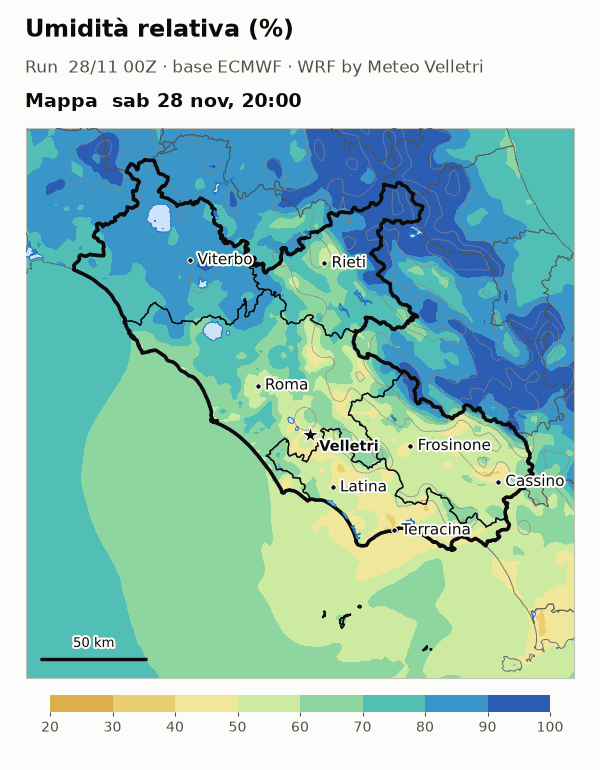 Umidità relativa (%)
Run  28/11 00Z · base ECMWF · WRF by Meteo Velletri
Mappa  sab 28 nov, 20:00
Viterbo
Rieti
Roma
Velletri
Frosinone
Cassino
Latina
Terracina
50 km
20 30 40 50 60 70 80 90 100